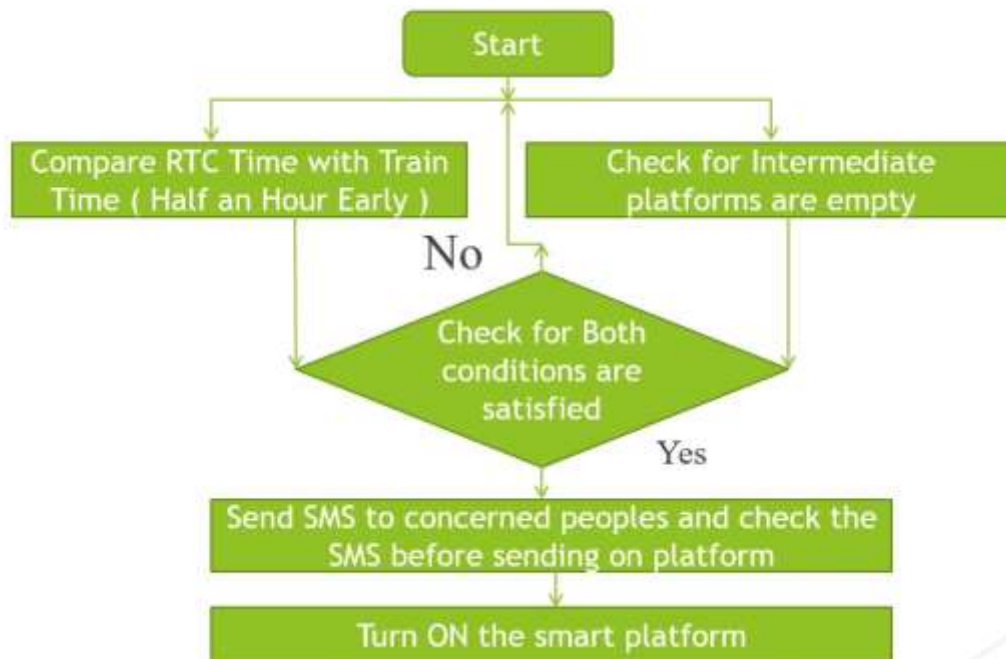 Start
Compare RTC Time with Train
Time ( Half an Hour Early )
Check for Intermediate
platforms are empty
No
Check for Both
conditions are
satisfied
Yes
Send SMS to concerned peoples and check the
SMS before sending on platform
Turn ON the smart platform